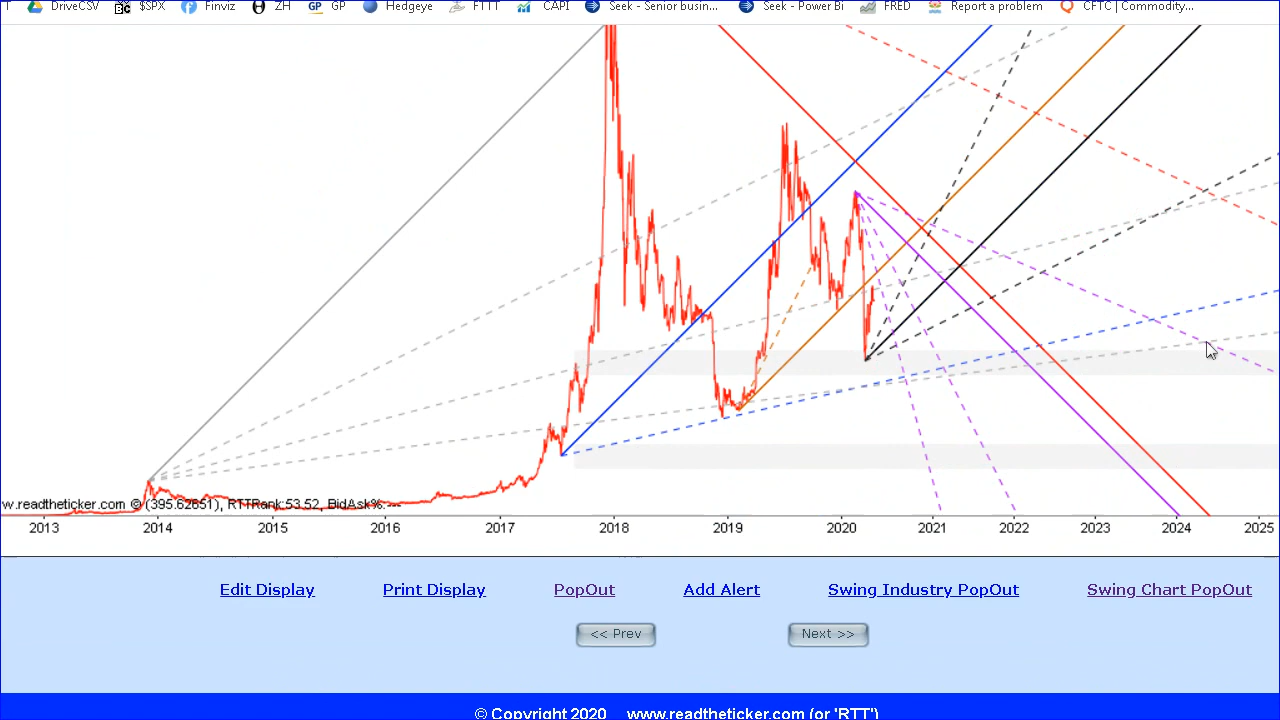 T DriveCSV BC $SPX Finviz ZH GP GP Hedgeye FTTT CAPI Seek - Senior busin... Seek - Power Bi FRED Report a problem CFTC | Commodity...
w.readtheticker.com © (395.62651), RTTRank:53.52, BidAsk%:---
2013 2014 2015 2016 2017 2018 2019 2020 2021 2022 2023 2024 2025
Edit Display Print Display PopOut Add Alert Swing Industry PopOut Swing Chart PopOut
<< Prev Next >>
© Copyright 2020 www.readtheticker.com (or 'RTT')